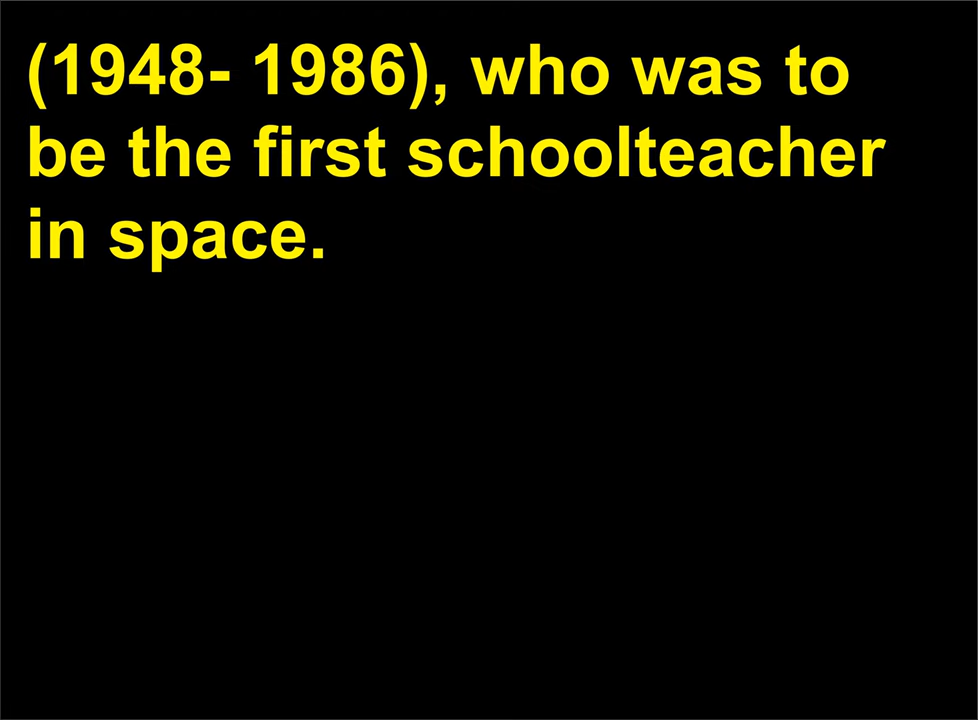 (1948- 1986), who was to
be the first schoolteacher
in space.